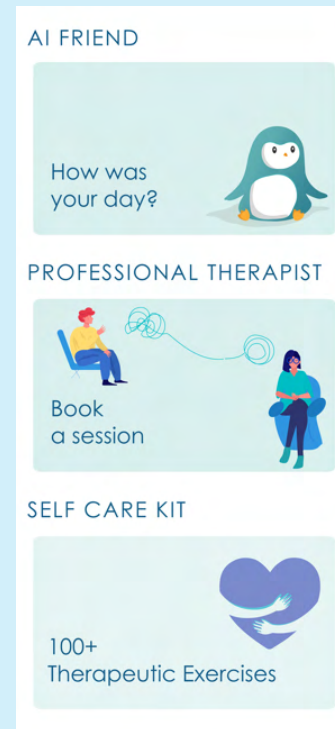 AI FRIEND
How was
your day?
PROFESSIONAL THERAPIST
Book
a session
SELF CARE KIT
100+
Therapeutic Exercises